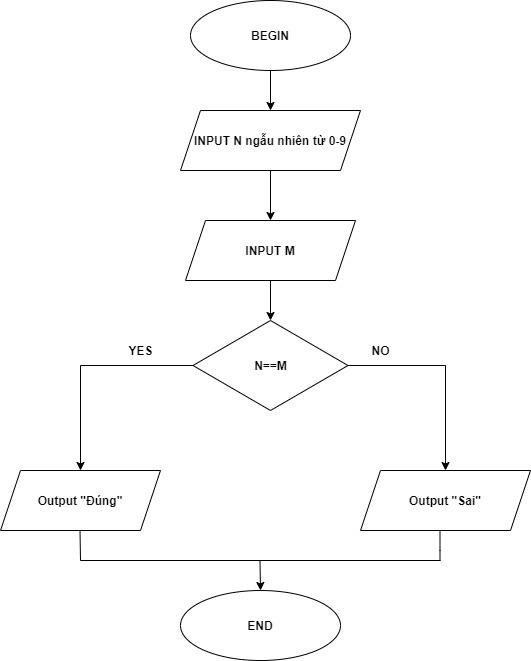 BEGIN
INPUT N ngẫu nhiên từ 0-9
INPUT M
YES
NO
N==M
Output "Đúng"
Output "Sai"
END